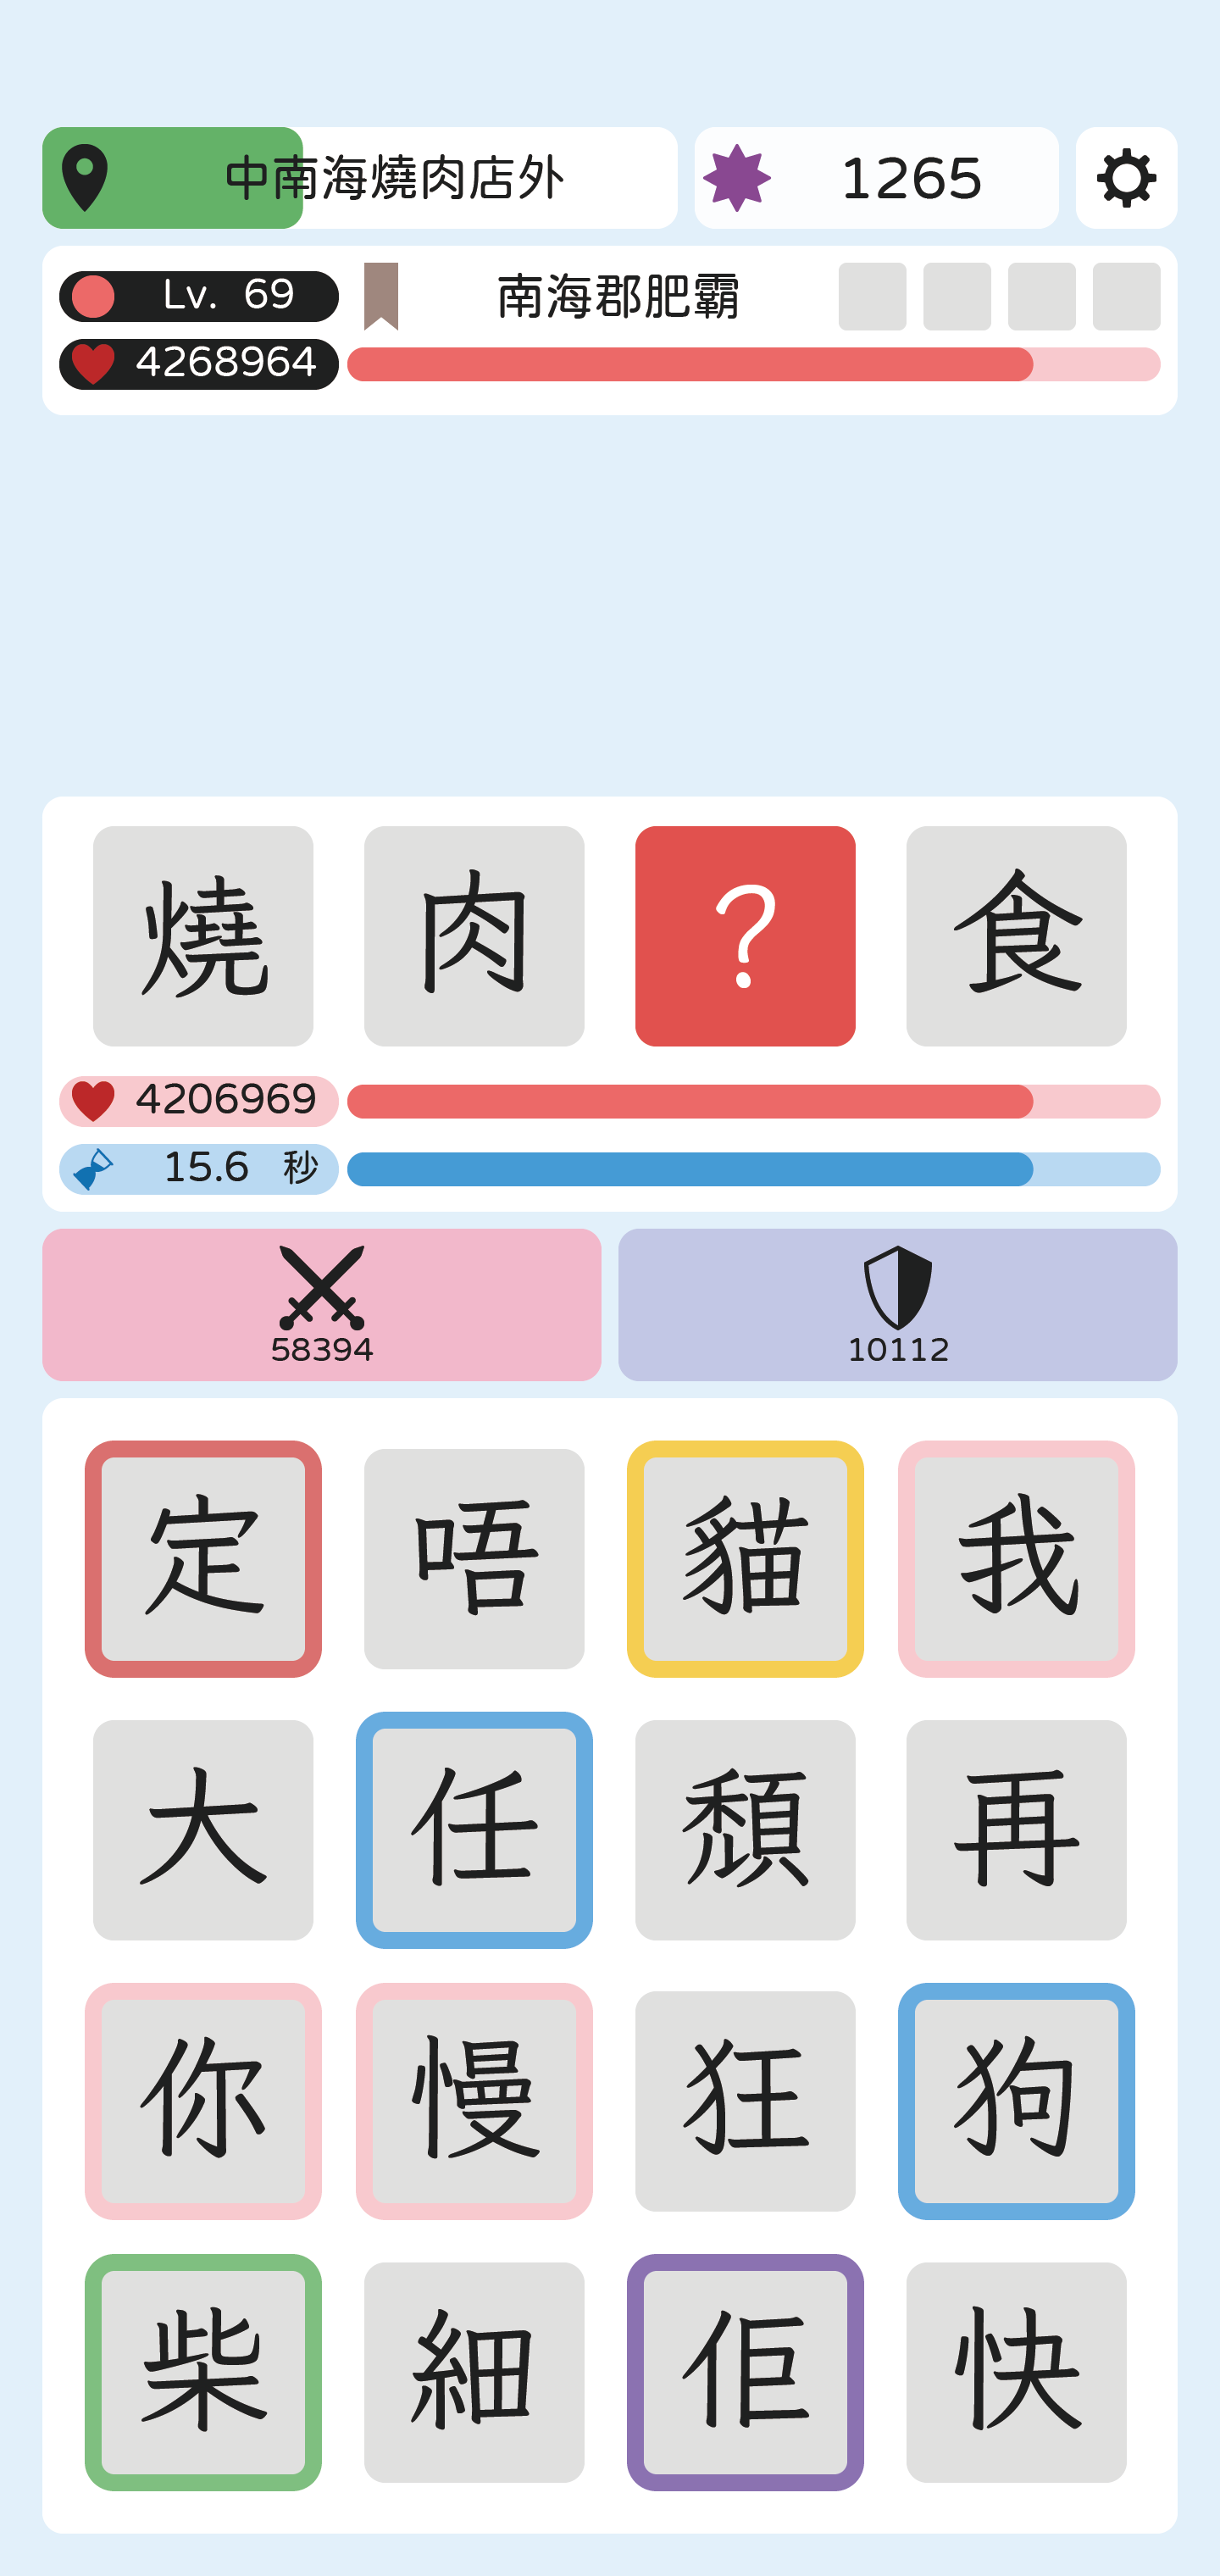 中南海燒肉店外 1265
Lv. 69 南海郡肥霸
4268964
燒 肉 ? 食
4206969
15.6 秒
58394 10112
定 唔 貓 我
大 任 頹 再
你 慢 狂 狗
柴 細 佢 快